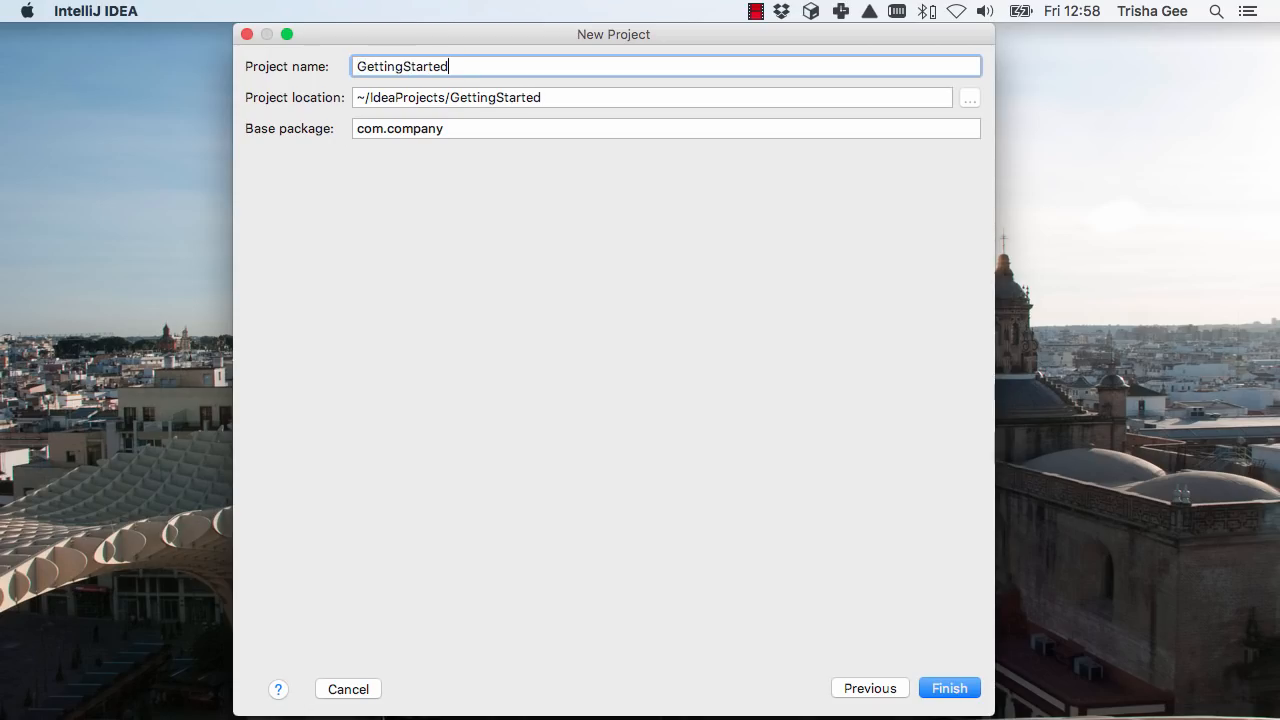 IntelliJ IDEA
Fri 12:58
Trisha Gee
New Project
Project name:
GettingStarted
Project location:
~/IdeaProjects/GettingStarted
...
Base package:
com.company
?
Cancel
Previous
Finish